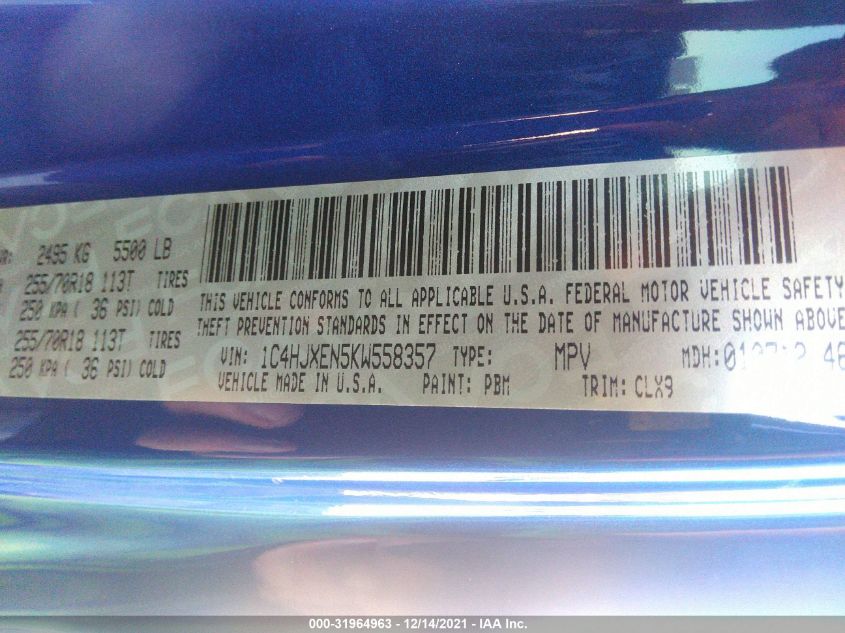 2495 KG 5500 LB
255/70R18 113T TIRES
250 KPA ( 36 PSI) COLD
255/70R18 113T TIRES
250 KPA ( 36 PSI) COLD
THIS VEHICLE CONFORMS TO ALL APPLICABLE U.S.A. FEDERAL MOTOR VEHICLE SAFETY
THEFT PREVENTION STANDARDS IN EFFECT ON THE DATE OF MANUFACTURE SHOWN ABOVE
VIN: 1C4HJXEN5KW558357 TYPE: MPV MDH:
VEHICLE MADE IN U.S.A. PAINT: PBM TRIM: CLX9
000-31964963 - 12/14/2021 - IAA Inc.